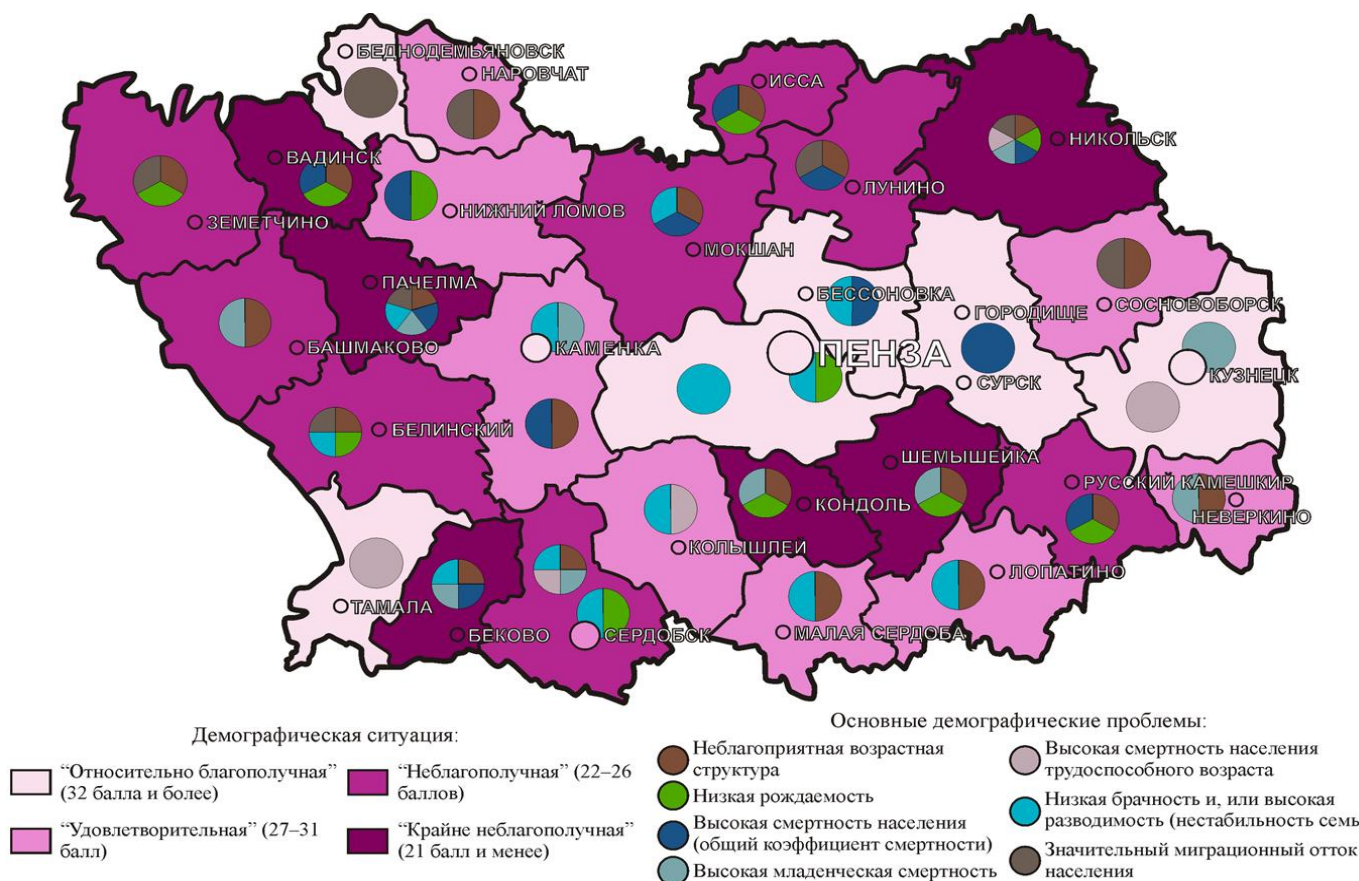 БЕДНОДЕМЬЯНОВСК
НАРОВЧАТ
ИССА
НИКОЛЬСК
ВАДИНСК
ЛУНИНО
ЗЕМЕТЧИНО
НИЖНИЙ ЛОМОВ
МОКШАН
ПАЧЕЛМА
БЕССОНОВКА
ГОРОДИЩЕ
СОСНОВОБОРСК
БАШМАКОВО
КАМЕНКА
ПЕНЗА
СУРСК
КУЗНЕЦК
БЕЛИНСКИЙ
ШЕМЫШЕЙКА
РУССКИЙ КАМЕШКИР
КОНДОЛЬ
НЕВЕРКИНО
КОЛЫШЛЕЙ
ЛОПАТИНО
ТАМАЛА
БЕКОВО
СЕРДОБСК
МАЛАЯ СЕРДОБА
Демографическая ситуация:
“Относительно благополучная”
(32 балла и более)
“Удовлетворительная” (27–31
балл)
“Неблагополучная” (22–26
баллов)
“Крайне неблагополучная”
(21 балл и менее)
Основные демографические проблемы:
Неблагоприятная возрастная
структура
Низкая рождаемость
Высокая смертность населения
(общий коэффициент смертности)
Высокая младенческая смертность
Высокая смертность населения
трудоспособного возраста
Низкая брачность и, или высокая
разводимость (нестабильность семь
Значительный миграционный отток
населения